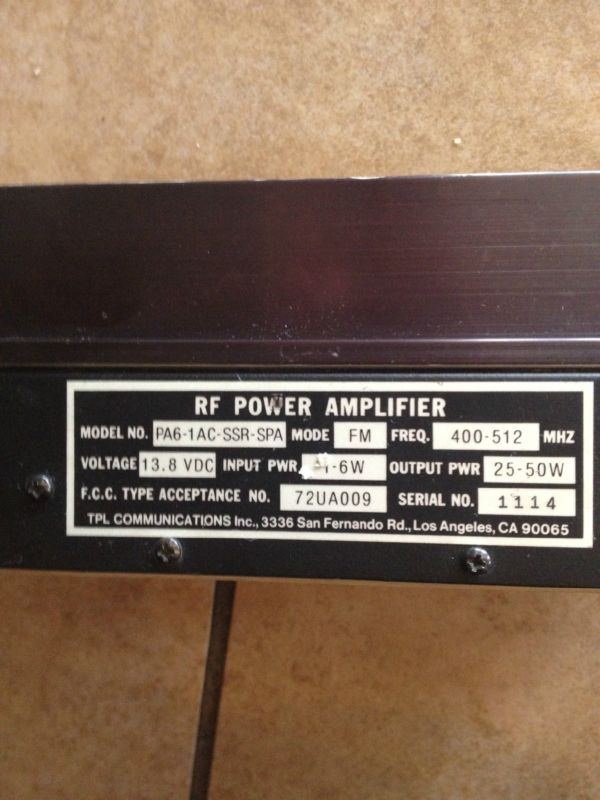 RF POWER AMPLIFIER
MODEL NO. PA6-1AC-SSR-SPA MODE FM FREQ. 400-512 MHZ
VOLTAGE 13.8 VDC INPUT PWR. -6W OUTPUT PWR 25-50W
F.C.C. TYPE ACCEPTANCE NO. 72UA009 SERIAL NO. 1114
TPL COMMUNICATIONS Inc., 3336 San Fernando Rd., Los Angeles, CA 90065